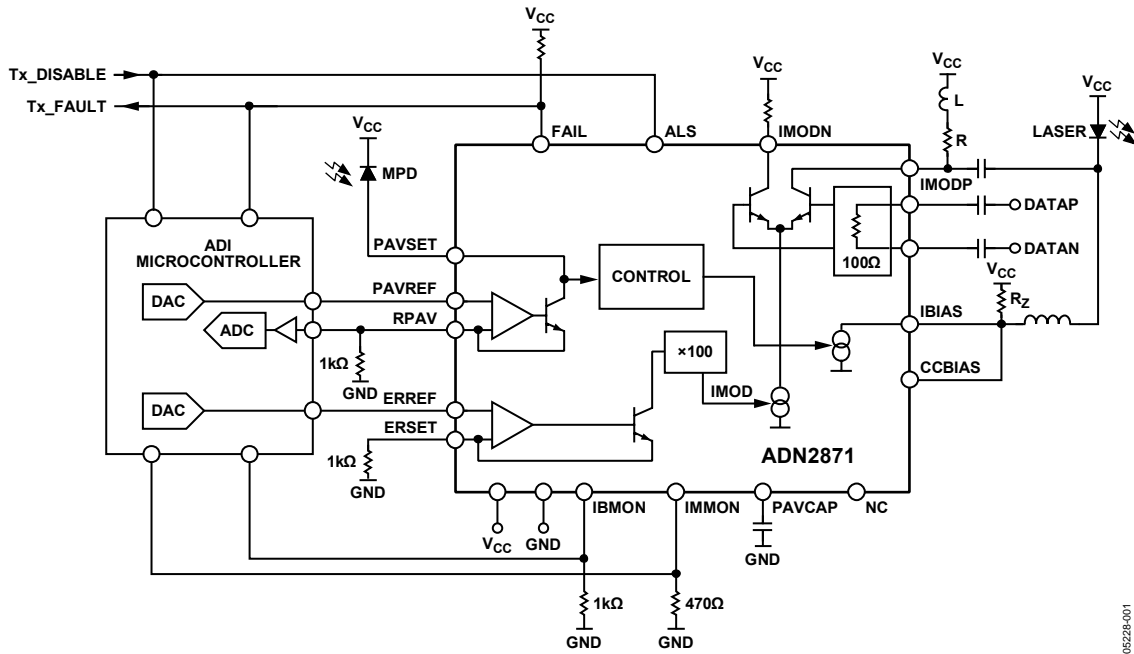 VCC
Tx_DISABLE
Tx_FAULT
VCC
VCC
VCC
L
R
LASER
FAIL
ALS
IMODN
VCC
MPD
IMODP
DATAP
DATAN
100Ω
ADI
MICROCONTROLLER
PAVSET
CONTROL
VCC
RZ
DAC
PAVREF
IBIAS
ADC
RPAV
×100
CCBIAS
1kΩ
GND
IMOD
DAC
ERREF
ERSET
ADN2871
1kΩ
GND
IBMON
IMMON
PAVCAP
NC
VCC
GND
GND
1kΩ
470Ω
GND
GND
05228-001